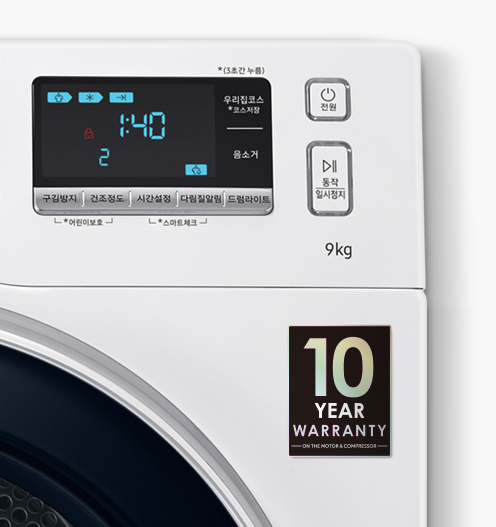 *(3초간 누름)
우리집코스
*코스저장
전원
1:40
음소거
2
동작
일시정지
구김방지 건조정도 시간설정 다림질알림 드럼라이트
*어린이보호 *스마트체크
9kg
10
YEAR
WARRANTY
ON THE MOTOR & COMPRESSOR